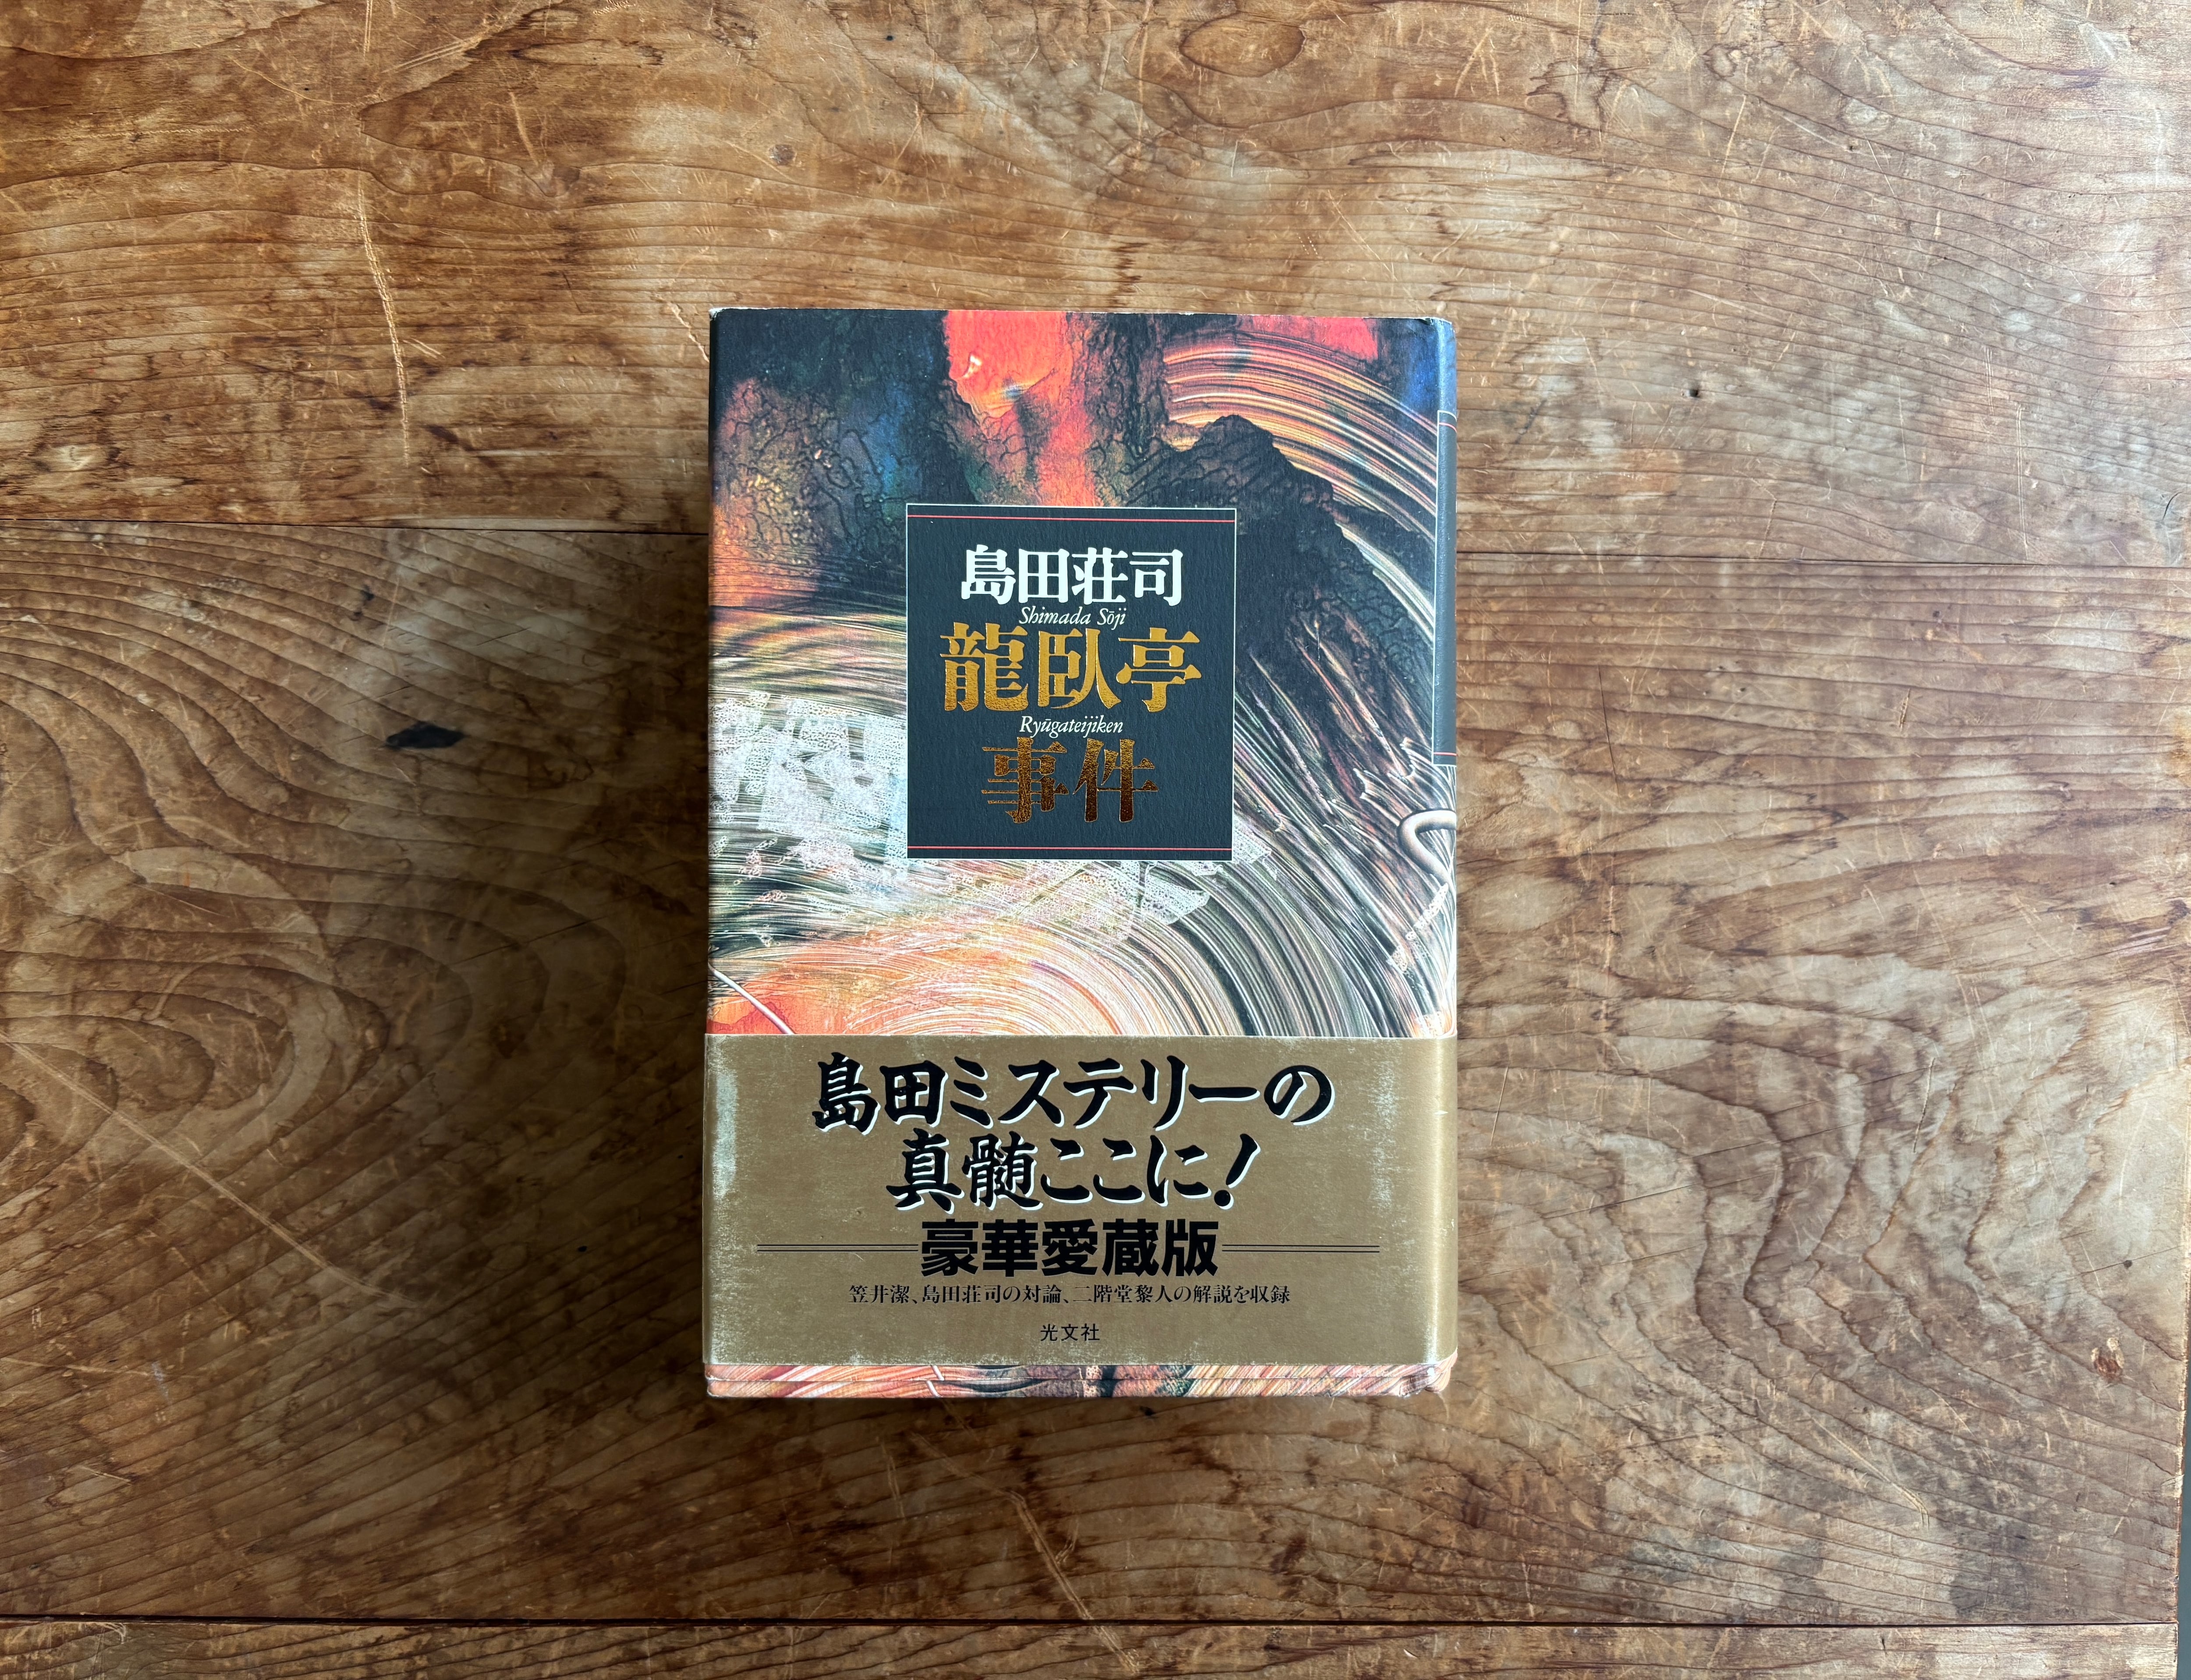 島田荘司
Shimada Sōji
龍臥亭
Ryūgateijiken
事件
島田ミステリーの
真髄ここに!
豪華愛蔵版
笠井潔、島田荘司の対論、二階堂黎人の解説を収録
光文社